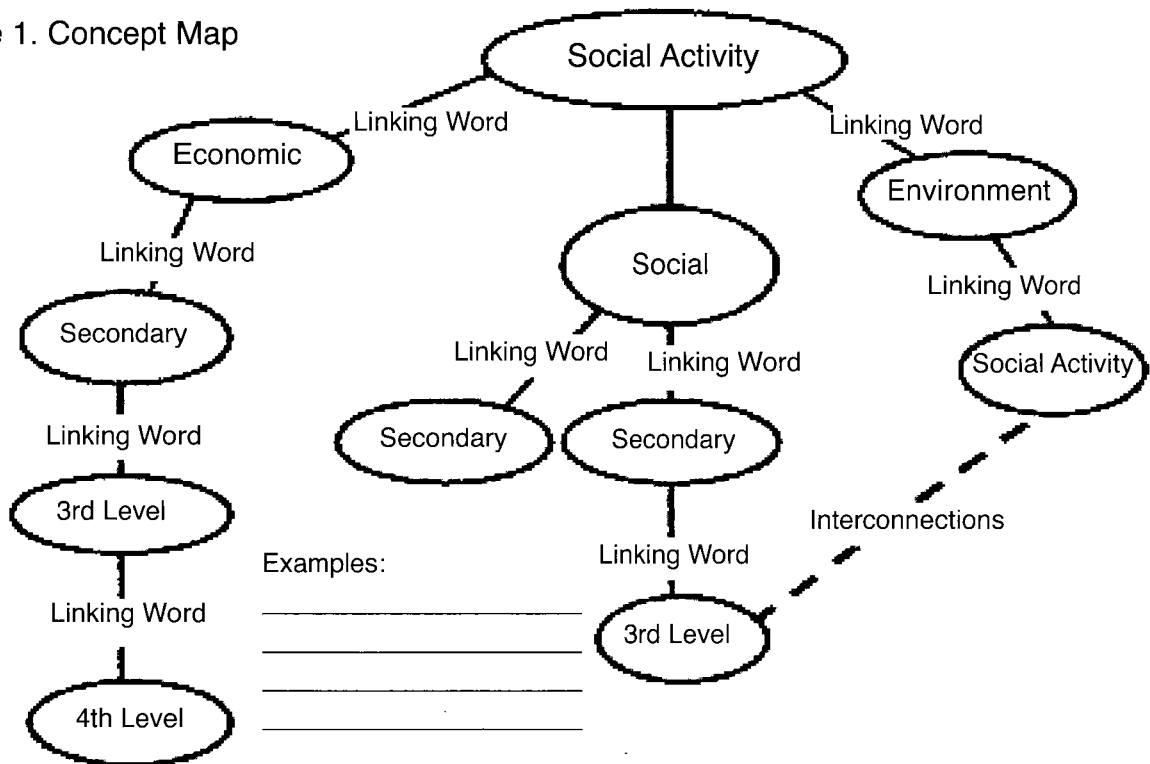 e 1. Concept Map
Social Activity
Linking Word
Linking Word
Economic
Environment
Linking Word
Social
Linking Word
Secondary
Linking Word
Linking Word
Social Activity
Linking Word
Secondary
Secondary
3rd Level
Interconnections
Examples:
Linking Word
Linking Word
3rd Level
4th Level